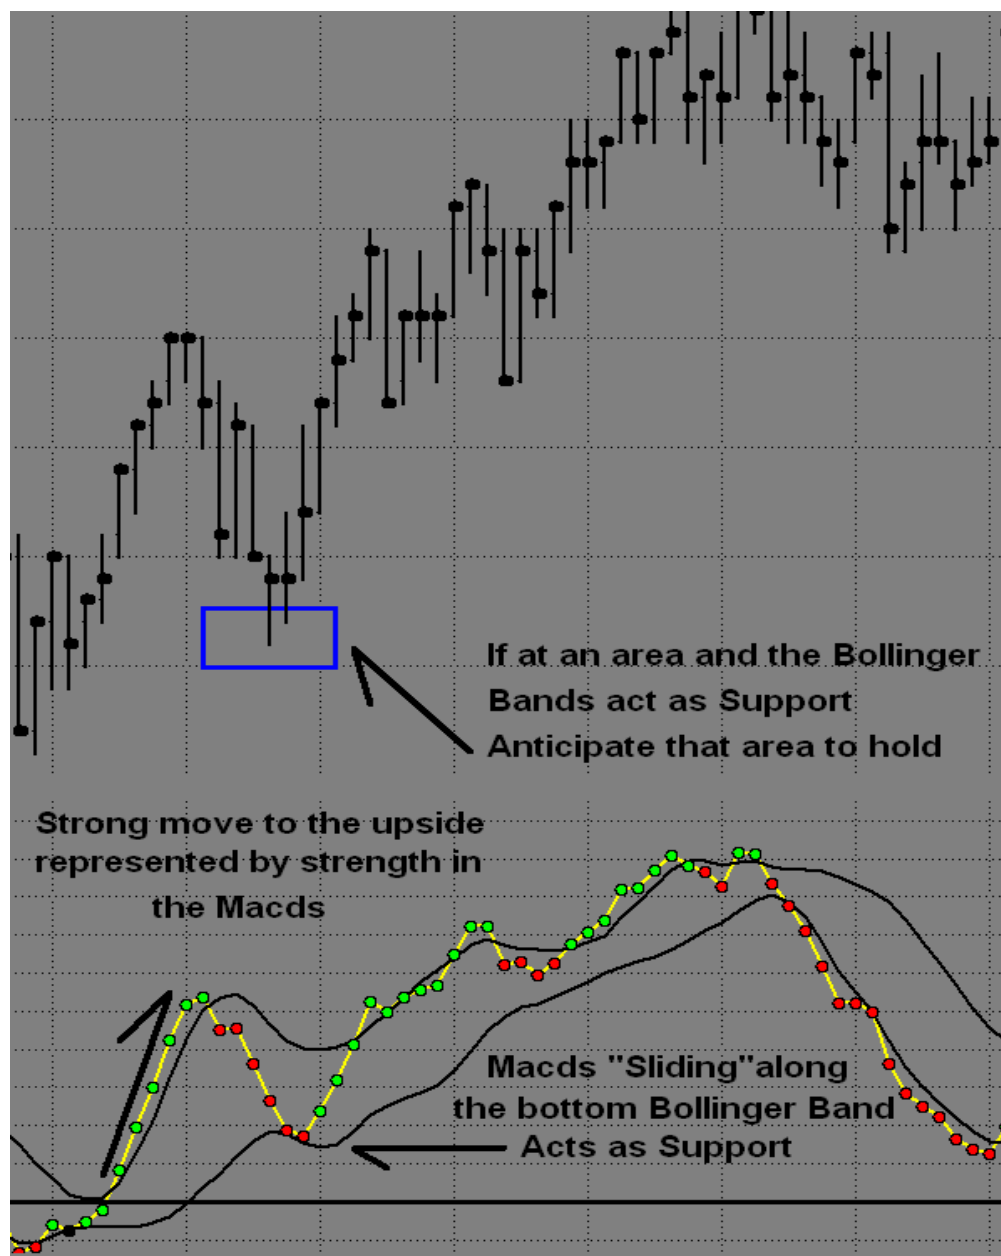 If at an area and the Bollinger
Bands act as Support
Anticipate that area to hold
Strong move to the upside
represented by strength in
the Macds
Macds "Sliding"along
the bottom Bollinger Band
Acts as Support